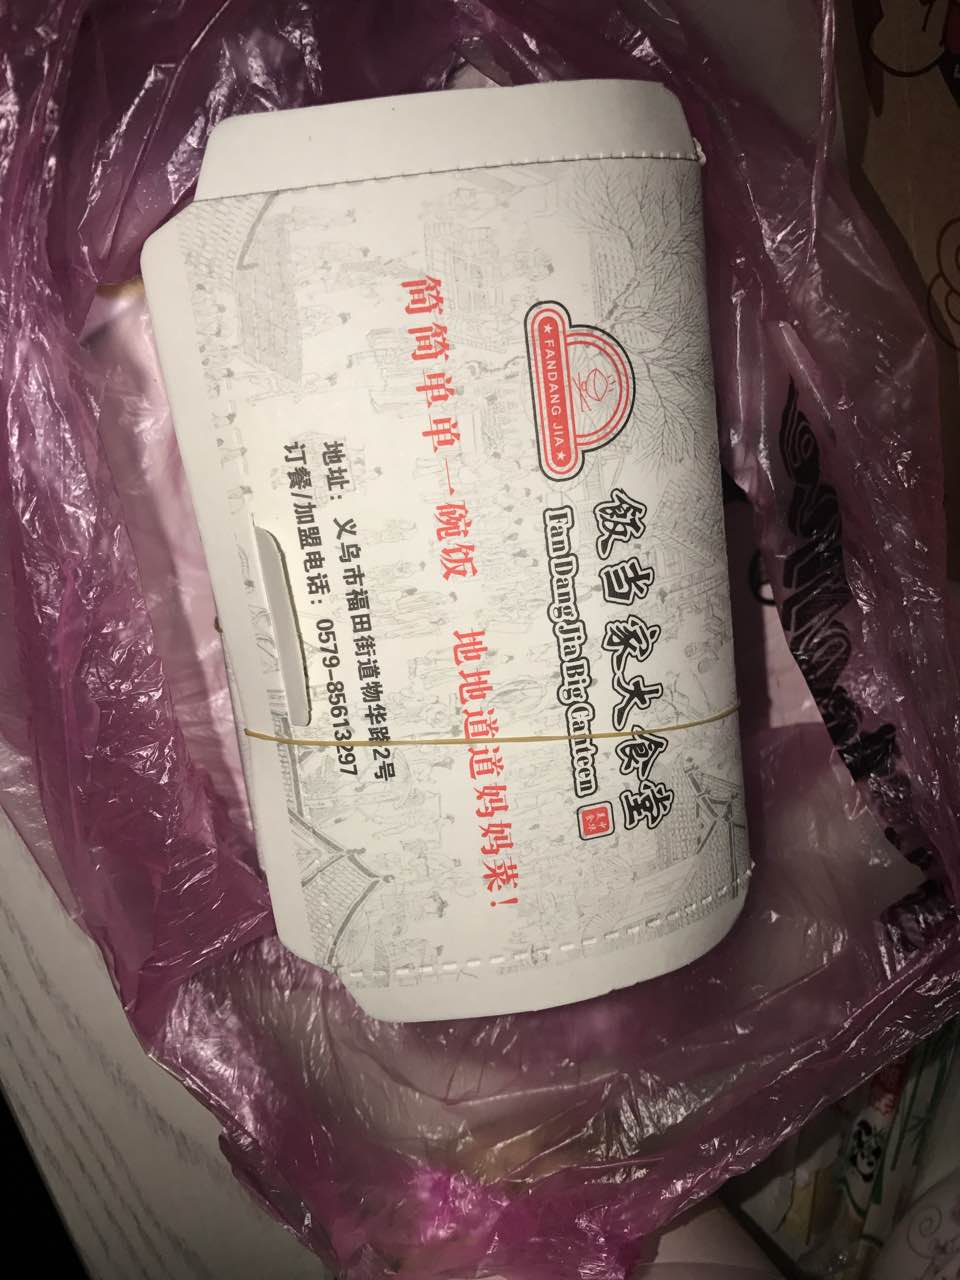 FANDANG JIA
飯当家大食堂
Fan Dang Jia Big Canteen
简简单单一碗饭 地地道道妈妈菜！
地址：义乌市福田街道物华路2号
订餐/加盟电话：0579-85613297